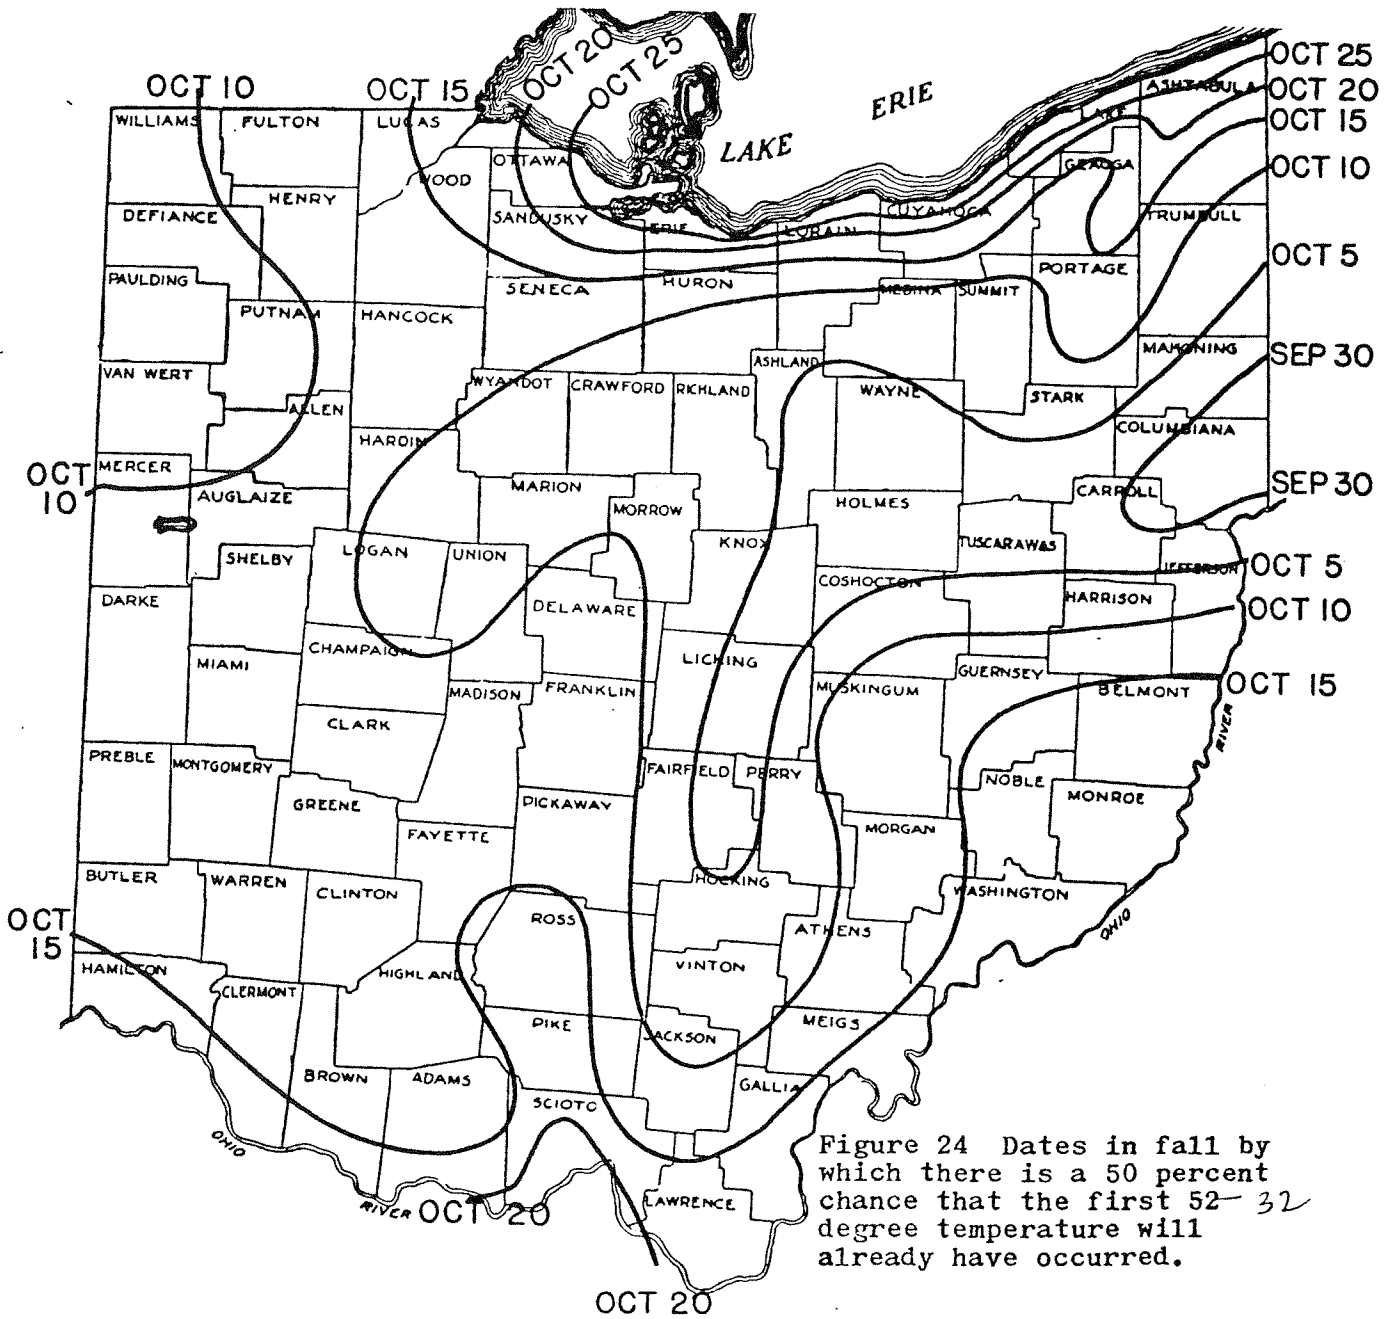 OCT 10
OCT 15
OCT 20
OCT 25
ERIE
LAKE
OCT 25
OCT 20
OCT 15
OCT 10
OCT 5
SEP 30
SEP 30
OCT 5
OCT 10
OCT 15
WILLIAMS
FULTON
LUCAS
ASHTABULA
LAKE
OTTAWA
WOOD
GEAUGA
HENRY
DEFIANCE
SANDUSKY
ERIE
LORAIN
CUYAHOGA
TRUMBULL
PAULDING
SENECA
HURON
MEDINA
SUMMIT
PORTAGE
PUTNAM
HANCOCK
VAN WERT
ASHLAND
MAHONING
ALLEN
WYANDOT
CRAWFORD
RICHLAND
WAYNE
STARK
HARDIN
COLUMBIANA
OCT
10
MERCER
AUGLAIZE
MARION
MORROW
HOLMES
CARROLL
SHELBY
LOGAN
UNION
KNOX
TUSCARAWAS
JEFFERSON
DARKE
DELAWARE
COSHOCTON
HARRISON
MIAMI
CHAMPAIGN
LICKING
GUERNSEY
MADISON
FRANKLIN
MUSKINGUM
BELMONT
CLARK
RIVER
PREBLE
MONTGOMERY
FAIRFIELD
PERRY
NOBLE
MONROE
GREENE
PICKAWAY
FAYETTE
MORGAN
BUTLER
WARREN
CLINTON
HOCKING
WASHINGTON
OCT
15
ROSS
ATHENS
OHIO
HAMILTON
HIGHLAND
VINTON
CLERMONT
PIKE
JACKSON
MEIGS
BROWN
ADAMS
GALLIA
SCIOTO
OHIO
RIVER
OCT 20
LAWRENCE
OCT 20
Figure 24 Dates in fall by
which there is a 50 percent
chance that the first 52 32
degree temperature will
already have occurred.